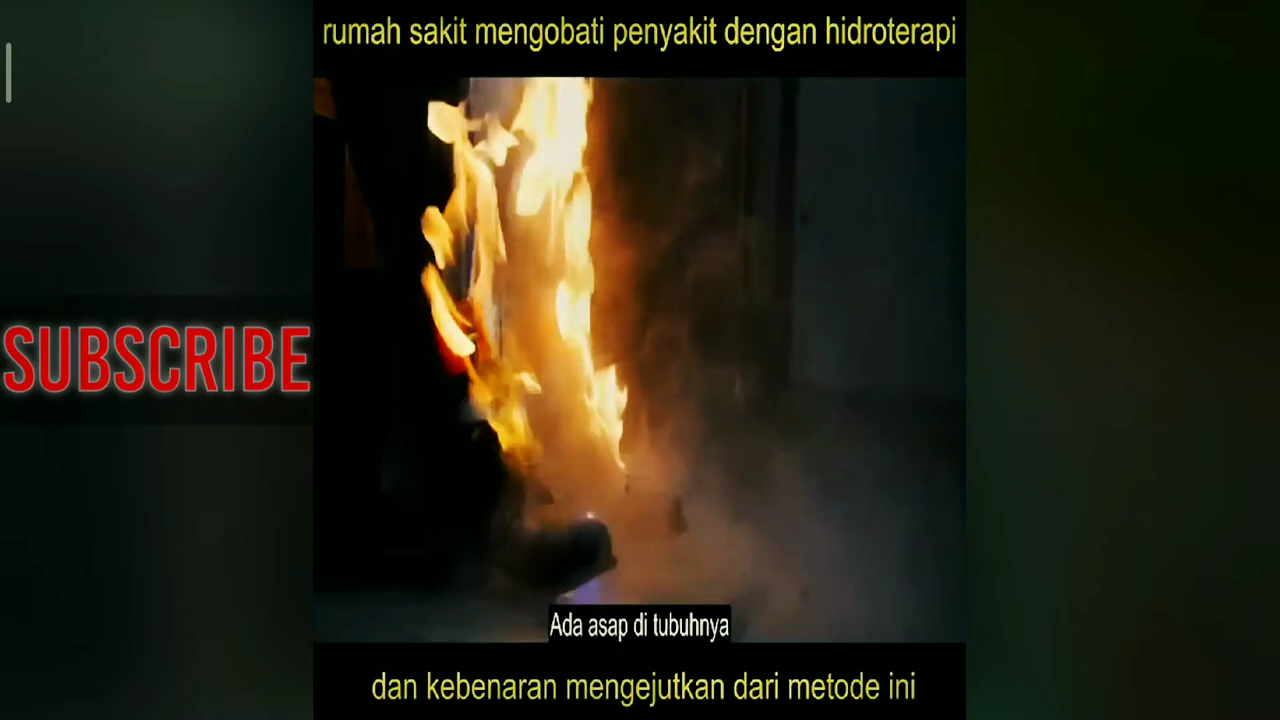 rumah sakit mengobati penyakit dengan hidroterapi
SUBSCRIBE
Ada asap di tubuhnya
dan kebenaran mengejutkan dari metode ini